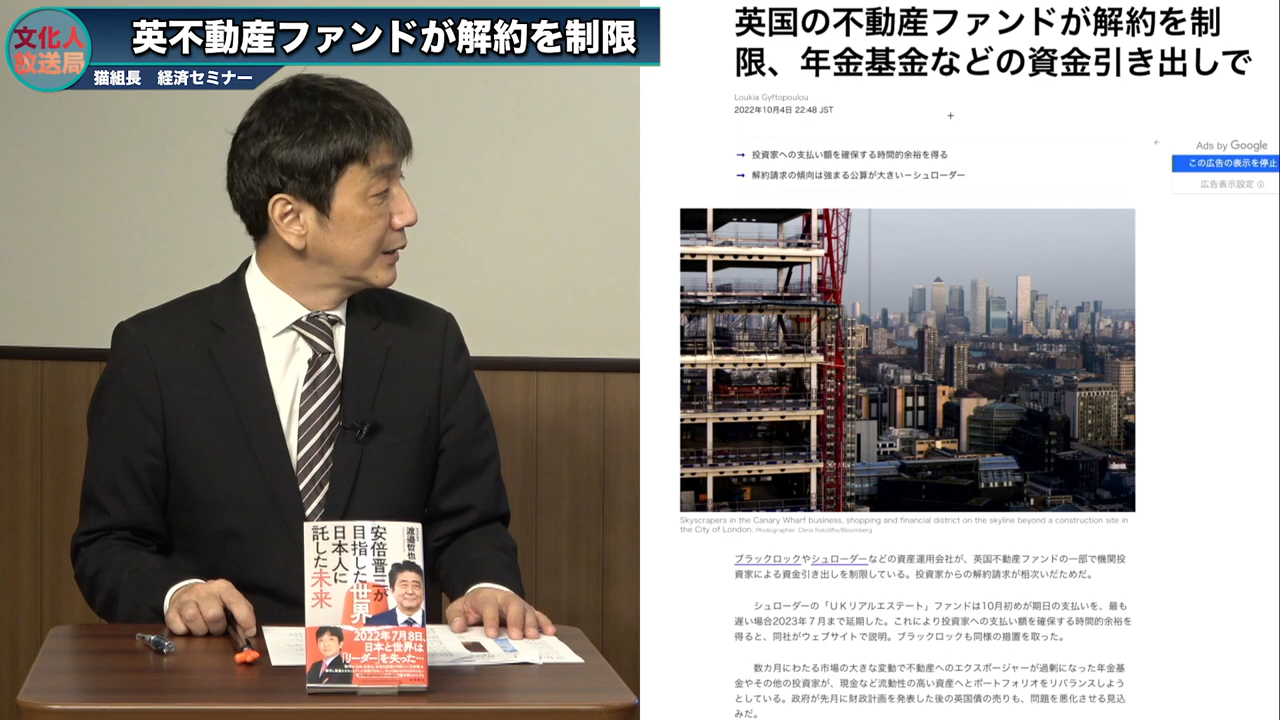 文化人
放送局
英不動産ファンドが解約を制限
猫組長 経済セミナー
渡邉哲也
安倍晋三が
目指した世界
日本人に
託した未来
2022年7月8日、
日本と世界は
「リーダー」を失った…
英国の不動産ファンドが解約を制
限、年金基金などの資金引き出しで
Loukia Gyftopoulou
2022年10月4日 22:48 JST
→ 投資家への支払い額を確保する時間的余裕を得る
→ 解約請求の傾向は強まる公算が大きいーシュローダー
Ads by Google
この広告の表示を停止
広告表示設定
Skyscrapers in the Canary Wharf business, shopping and financial district on the skyline beyond a construction site in
the City of London. Photographer: Chris Ratcliffe/Bloomberg
ブラックロックやシュローダーなどの資産運用会社が、英国不動産ファンドの一部で機関投
資家による資金引き出しを制限している。投資家からの解約請求が相次いだためだ。
シュローダーの「UKリアルエステート」ファンドは10月初めが期日の支払いを、最も
遅い場合2023年7月まで延期した。これにより投資家への支払い額を確保する時間的余裕を
得ると、同社がウェブサイトで説明。ブラックロックも同様の措置を取った。
数カ月にわたる市場の大きな変動で不動産へのエクスポージャーが過剰になった年金基
金やその他の投資家が、現金など流動性の高い資産へとポートフォリオをリバランスしよう
としている。政府が先月に財政計画を発表した後の英国債の売りも、問題を悪化させる見込
みだ。